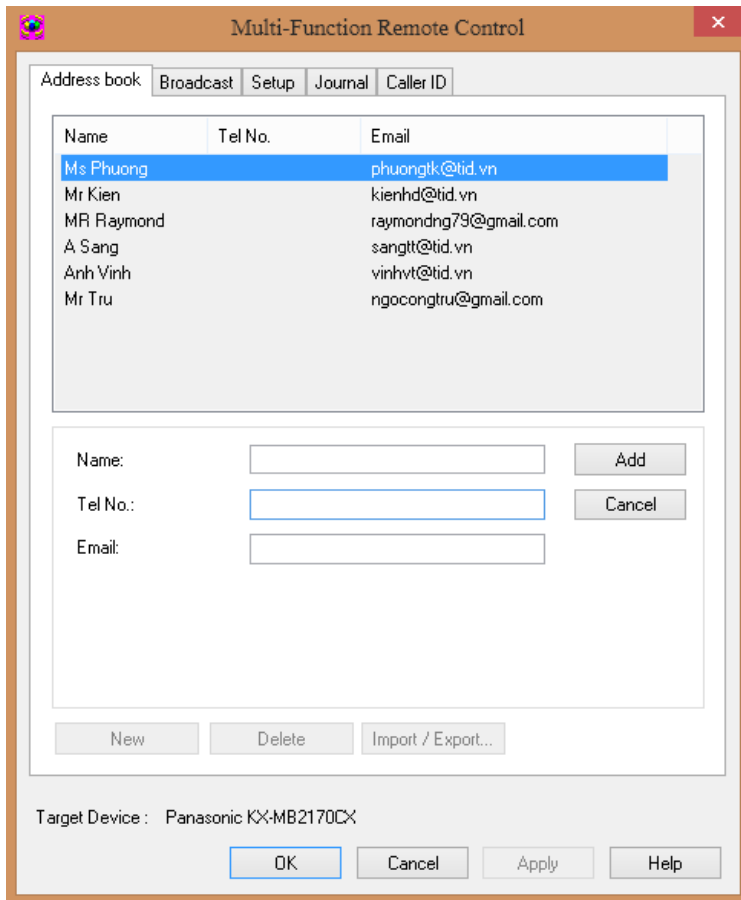 Multi-Function Remote Control
Address book Broadcast Setup Journal Caller ID
Name Tel No. Email
Ms Phuong phuongtk@tid.vn
Mr Kien kienhd@tid.vn
MR Raymond raymondng79@gmail.com
A Sang sangtt@tid.vn
Anh Vinh vinhvt@tid.vn
Mr Tru ngocongtru@gmail.com
Name: Add
Tel No.: Cancel
Email:
New Delete Import / Export...
Target Device : Panasonic KX-MB2170CX
OK Cancel Apply Help